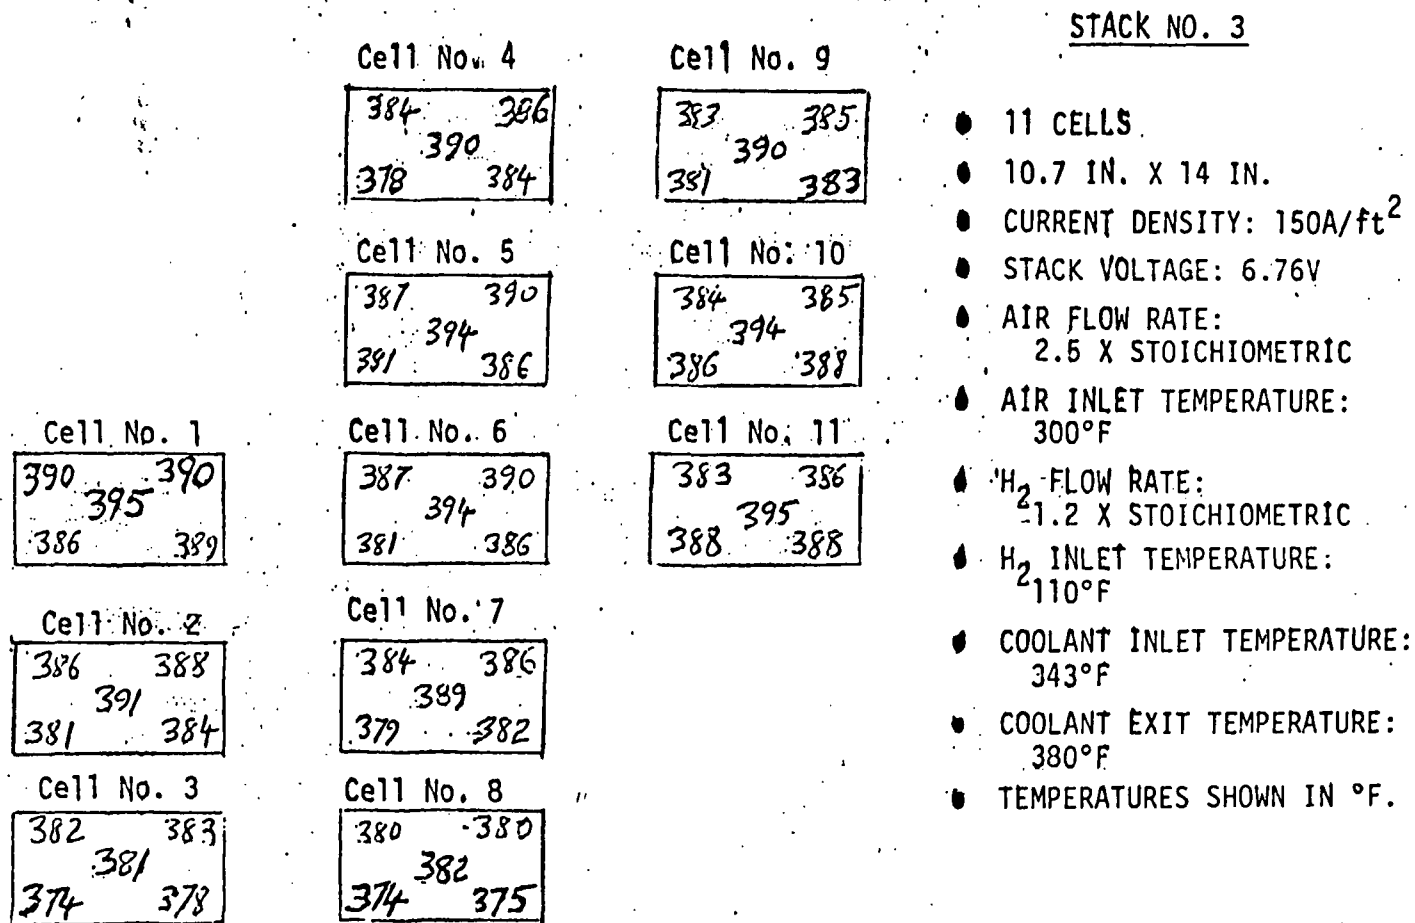 STACK NO. 3
Cell No. 4
384 386
390
378 384
Cell No. 5
387 390
394
381 386
Cell No. 6
387 390
394
381 386
Cell No. 7
384 386
389
379 382
Cell No. 8
380 380
382
374 375
Cell No. 9
383 385
390
381 383
Cell No. 10
384 385
394
386 388
Cell No. 11
383 386
395
388 388
Cell No. 1
390 390
395
386 389
Cell No. 2
386 388
391
381 384
Cell No. 3
382 383
381
374 378
● 11 CELLS
● 10.7 IN. X 14 IN.
● CURRENT DENSITY: 150A/ft²
● STACK VOLTAGE: 6.76V
● AIR FLOW RATE:
2.5 X STOICHIOMETRIC
● AIR INLET TEMPERATURE:
300°F
● H₂ FLOW RATE:
1.2 X STOICHIOMETRIC
● H₂ INLET TEMPERATURE:
110°F
● COOLANT INLET TEMPERATURE:
343°F
● COOLANT EXIT TEMPERATURE:
380°F
● TEMPERATURES SHOWN IN °F.